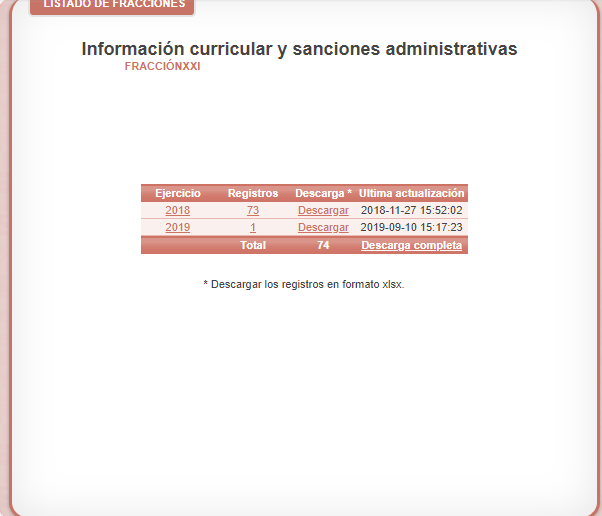 LISTADO DE FRACCIONES
Información curricular y sanciones administrativas
FRACCIÓNXXI
Ejercicio Registros Descarga * Ultima actualización
2018 73 Descargar 2018-11-27 15:52:02
2019 1 Descargar 2019-09-10 15:17:23
Total 74 Descarga completa
* Descargar los registros en formato xlsx.